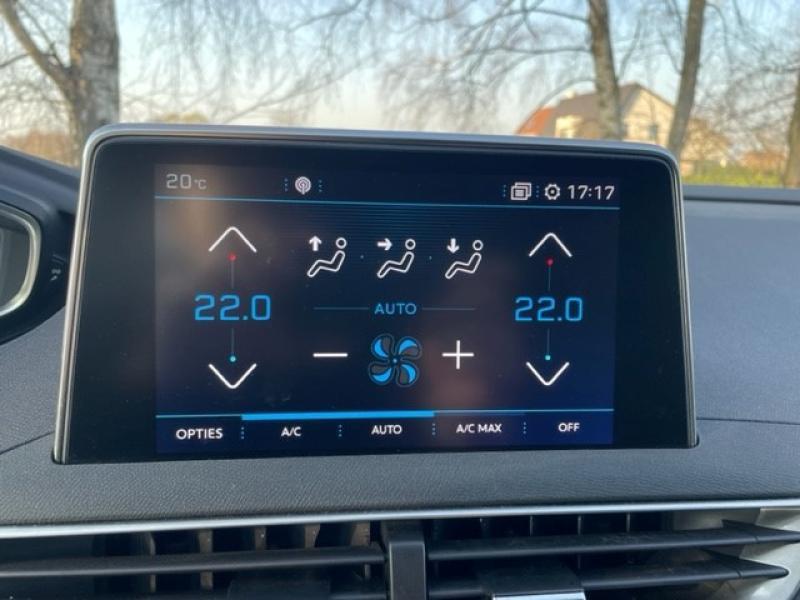 20°C 17:17
22.0 AUTO 22.0
OPTIES A/C AUTO A/C MAX OFF